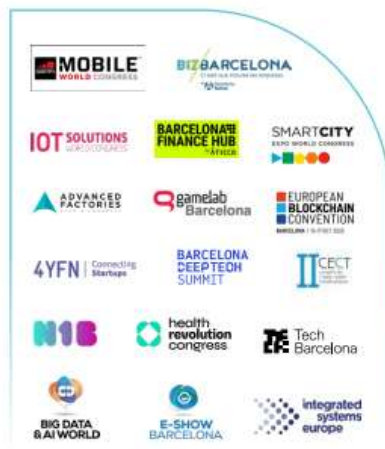 MOBILE
WORLD CONGRESS
BIZBARCELONA
IOT SOLUTIONS
WORLD CONGRESS
BARCELONA
FINANCE HUB
SMARTCITY
EXPO WORLD CONGRESS
ADVANCED
FACTORIES
gamelab
Barcelona
EUROPEAN
BLOCKCHAIN
CONVENTION
4YFN
Connecting
Startups
BARCELONA
DEEPTECH
SUMMIT
CECT
health
revolution
congress
Tech
Barcelona
BIG DATA
& AI WORLD
E-SHOW
BARCELONA
integrated
systems
europe